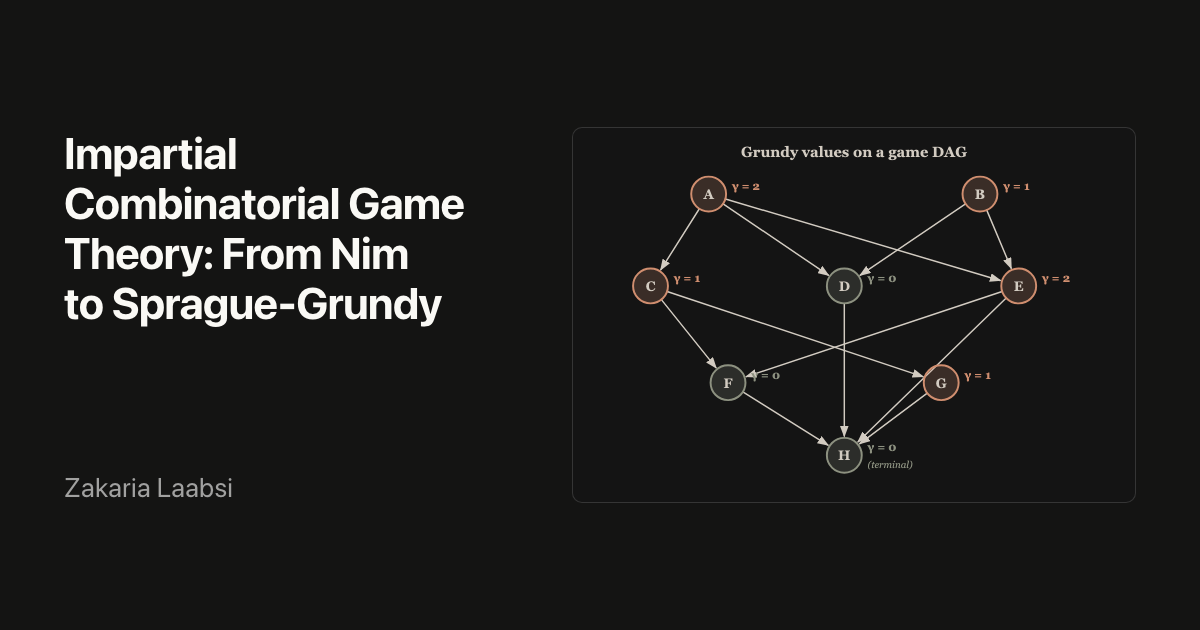 Impartial
Combinatorial Game
Theory: From Nim
to Sprague-Grundy
Zakaria Laabsi
Grundy values on a game DAG
A γ = 2
B γ = 1
C γ = 1
D γ = 0
E γ = 2
F γ = 0
G γ = 1
H γ = 0
(terminal)